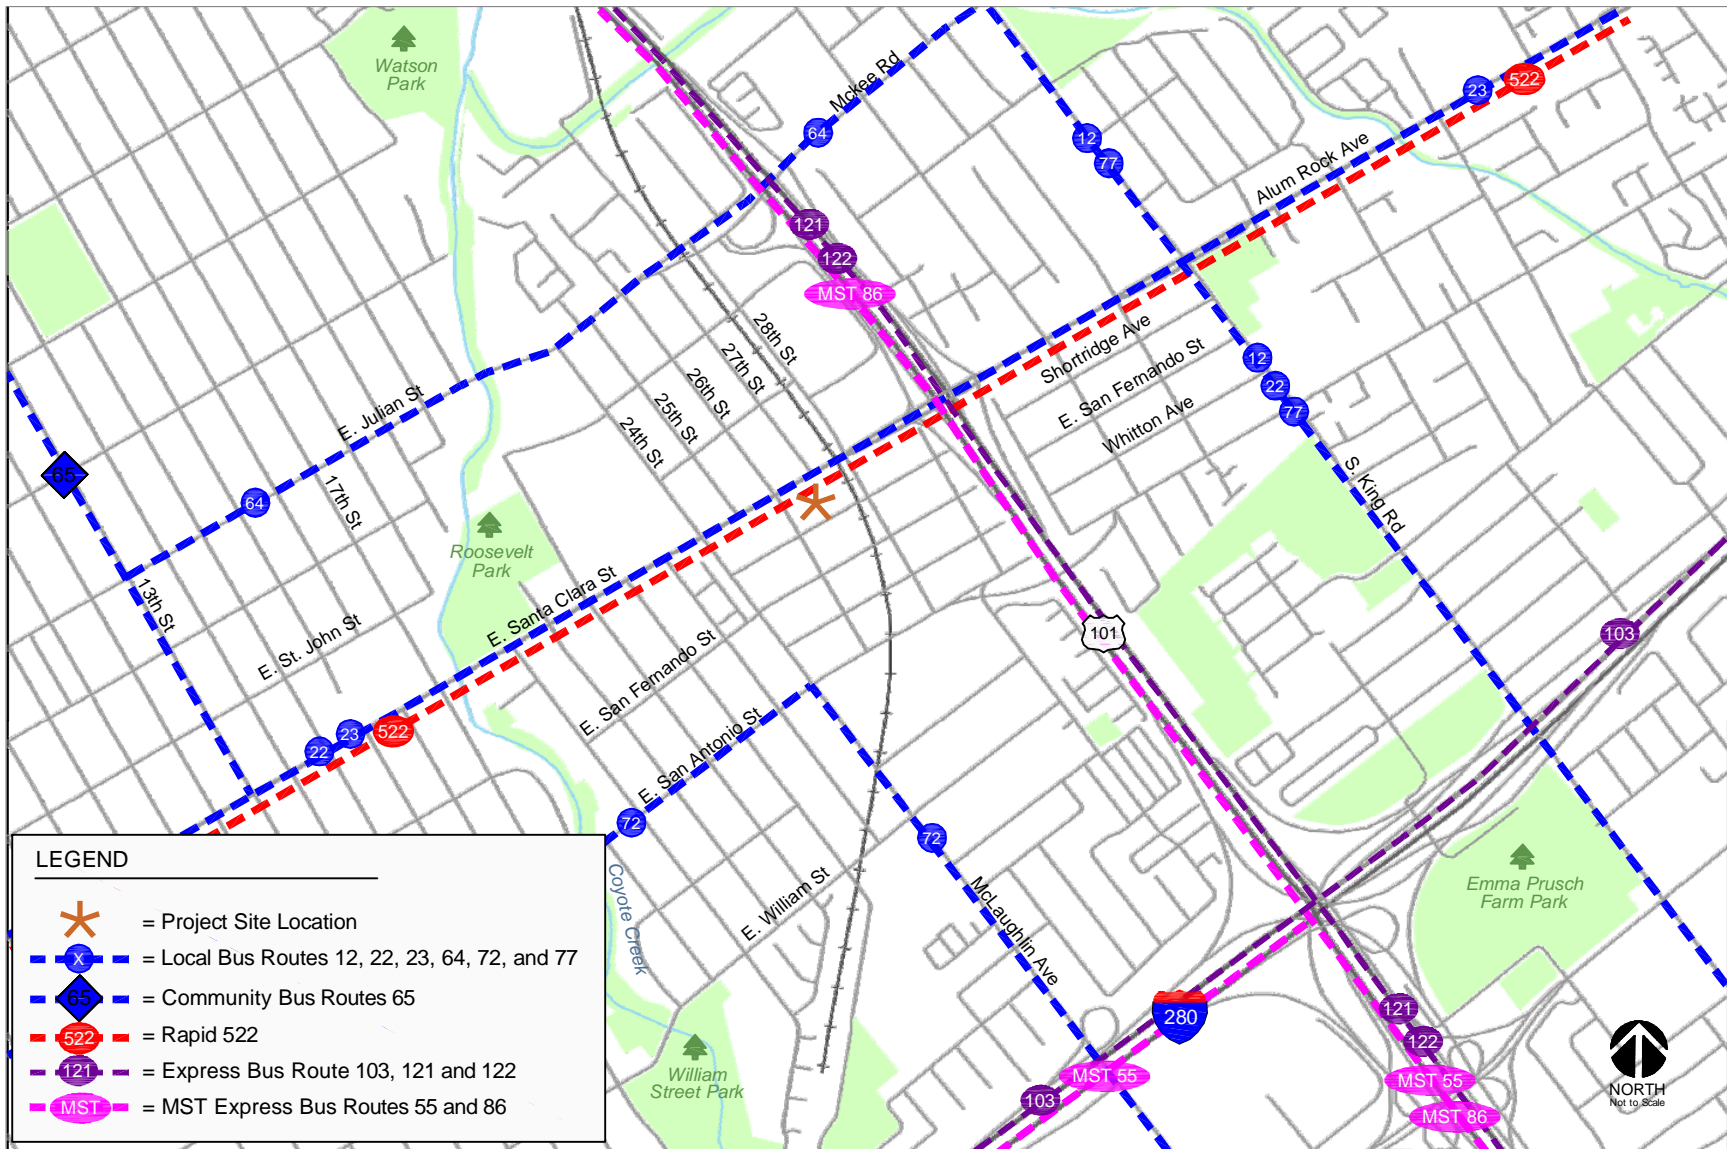 Watson
Park
Mckee Rd
64
12
77
23
522
Alum Rock Ave
121
122
MST 86
28th St
27th St
26th St
25th St
24th St
Shortridge Ave
E. San Fernando St
Whitton Ave
12
22
77
S. King Rd
E. Julian St
65
64
17th St
13th St
E. St. John St
Roosevelt
Park
E. Santa Clara St
E. San Fernando St
E. San Antonio St
22
23
522
101
103
72
72
E. William St
McLaughlin Ave
Coyote Creek
Emma Prusch
Farm Park
280
121
122
MST 55
MST 55
MST 86
103
William
Street Park
NORTH
Not to Scale
LEGEND
= Project Site Location
X = Local Bus Routes 12, 22, 23, 64, 72, and 77
65 = Community Bus Routes 65
522 = Rapid 522
121 = Express Bus Route 103, 121 and 122
MST = MST Express Bus Routes 55 and 86